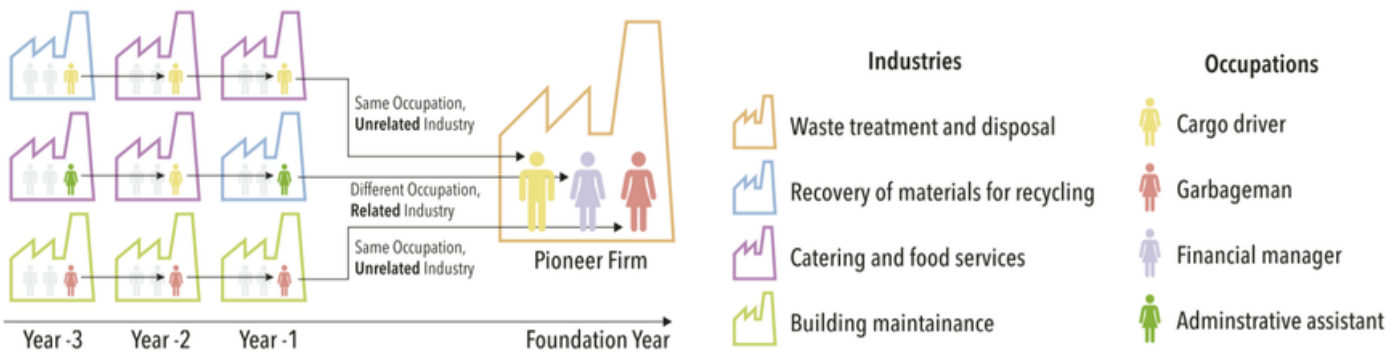 Same Occupation,
Unrelated Industry
Different Occupation,
Related Industry
Same Occupation,
Unrelated Industry
Pioneer Firm
Year -3
Year -2
Year -1
Foundation Year
Industries
Waste treatment and disposal
Recovery of materials for recycling
Catering and food services
Building maintainance
Occupations
Cargo driver
Garbageman
Financial manager
Adminstrative assistant